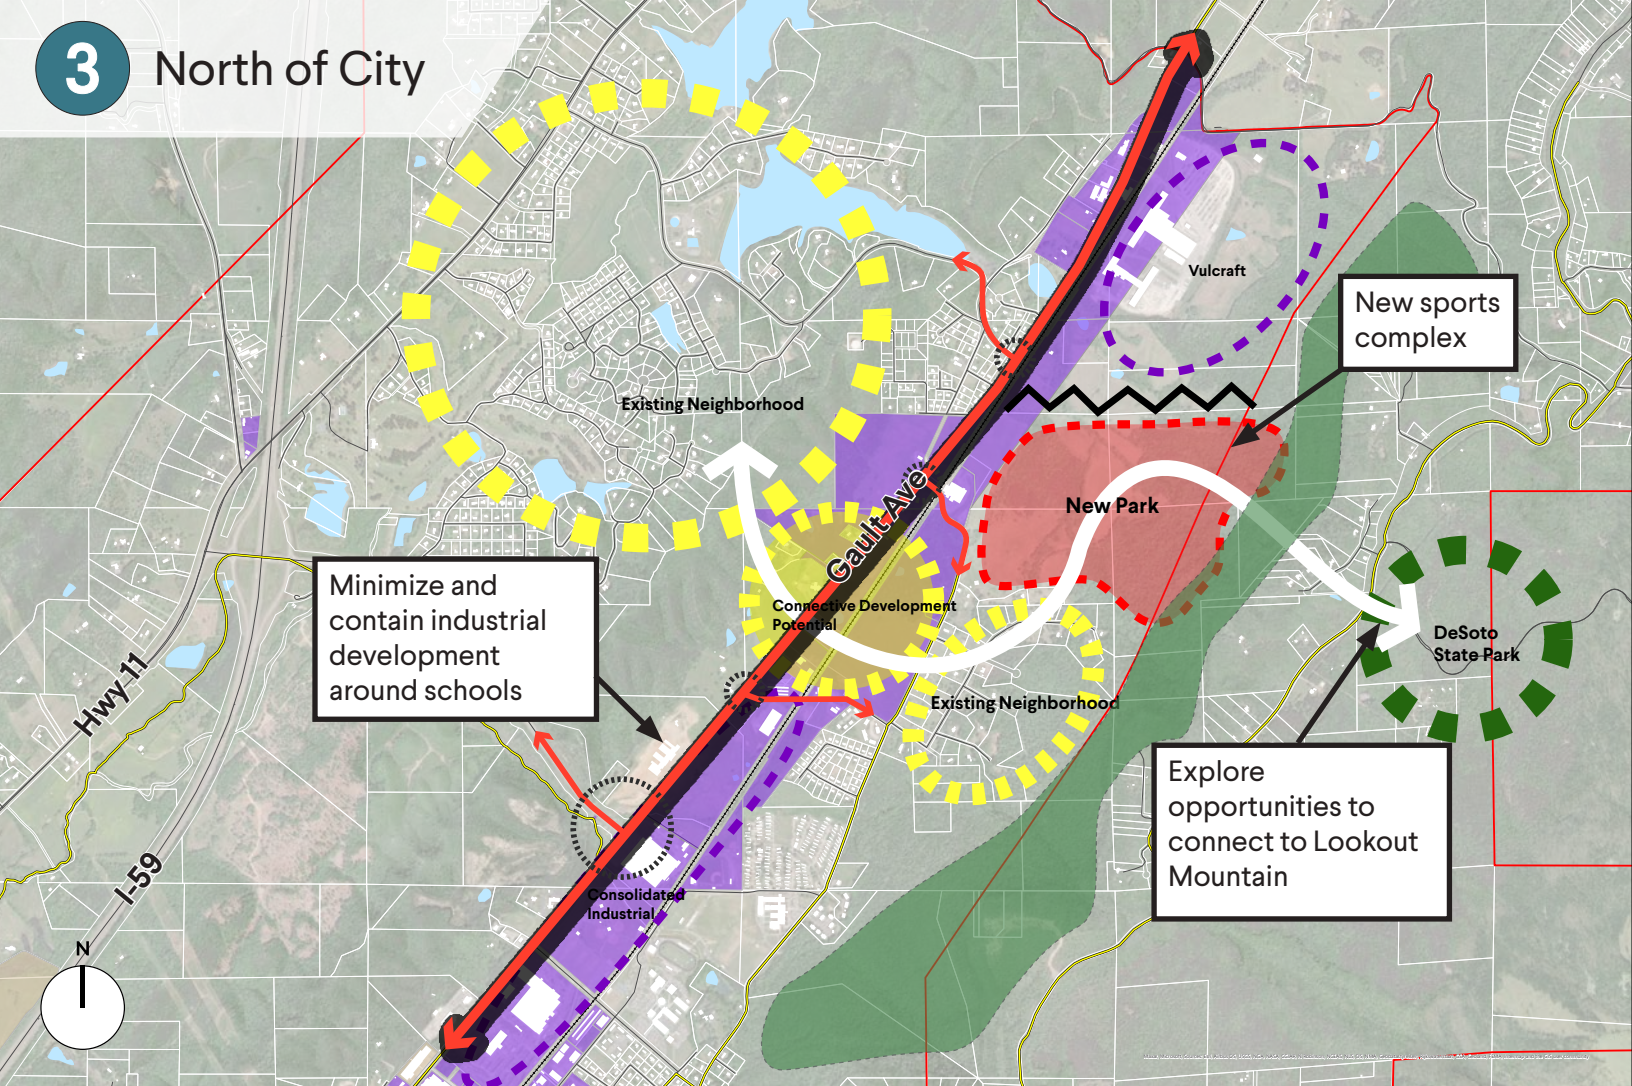 3 North of City
New sports
complex
Vulcraft
Existing Neighborhood
New Park
Gault Ave
Minimize and
contain industrial
development
around schools
Connective Development
Potential
DeSoto
State Park
Existing Neighborhood
Hwy 11
I-59
Explore
opportunities to
connect to Lookout
Mountain
Consolidated
Industrial
N